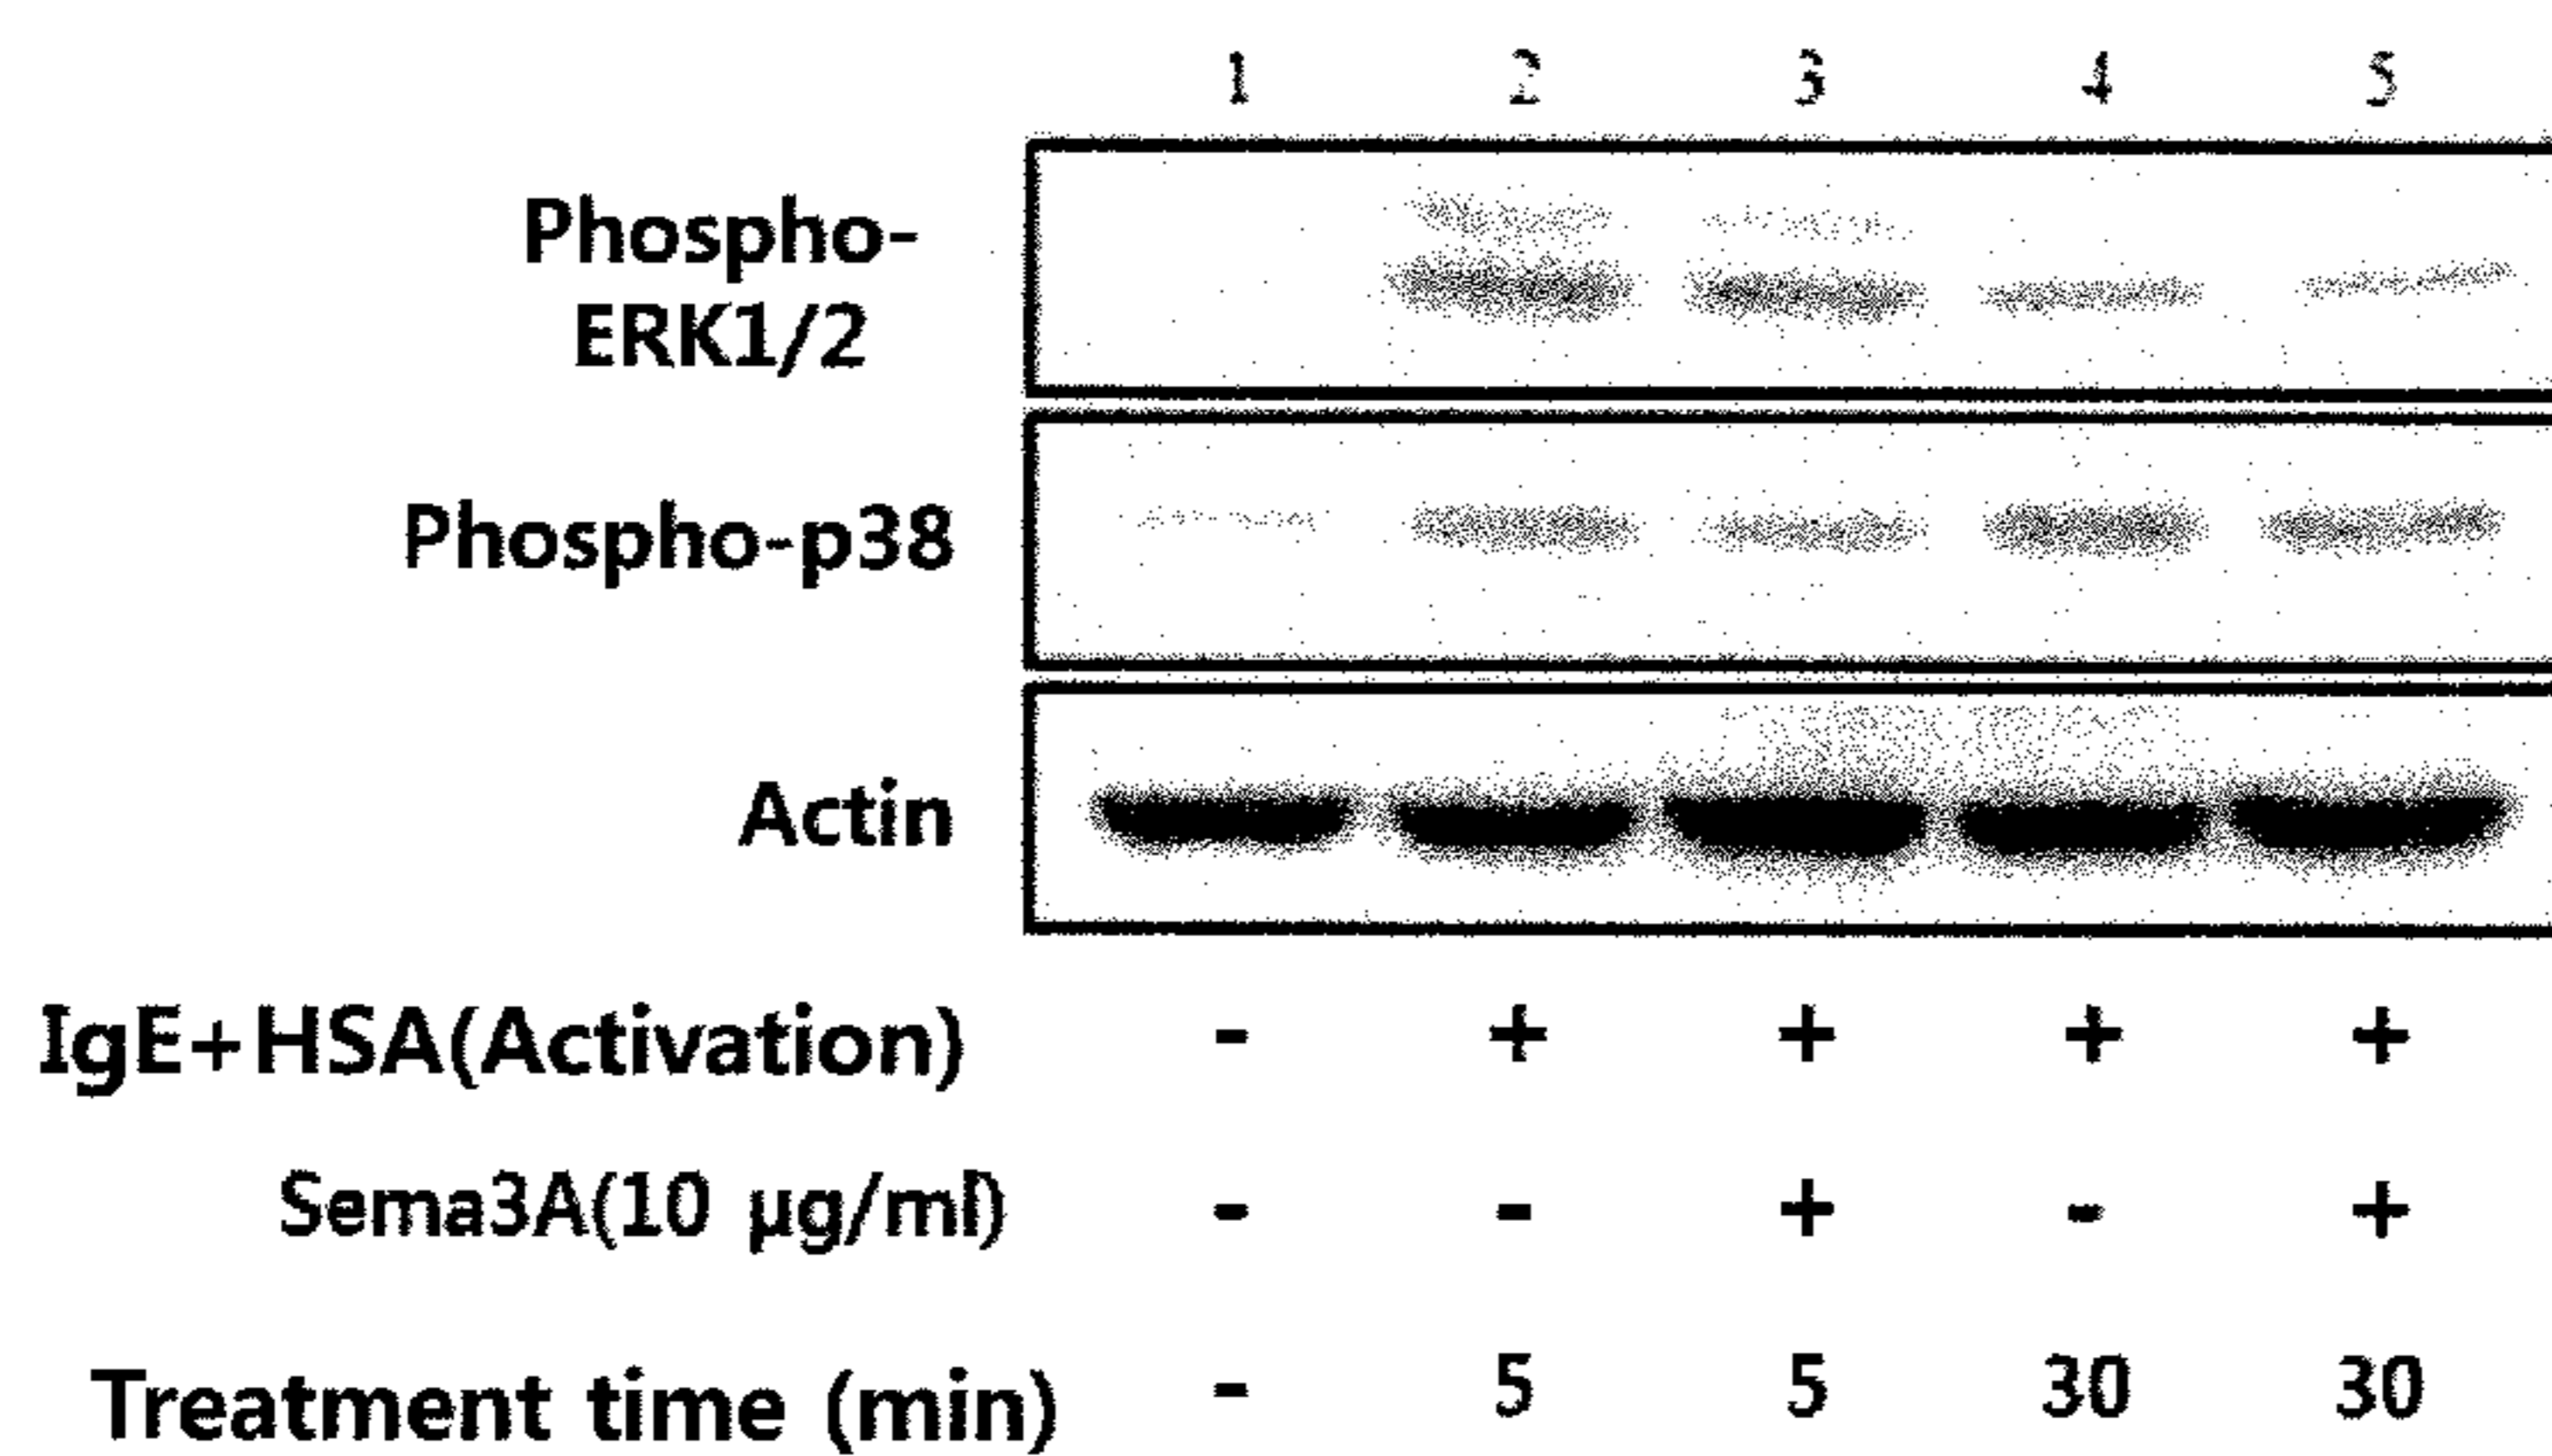 1 2 3 4 5
Phospho-
ERK1/2
Phospho-p38
Actin
IgE+HSA(Activation) - + + + +
Sema3A(10 μg/ml) - - + - +
Treatment time (min) - 5 5 30 30